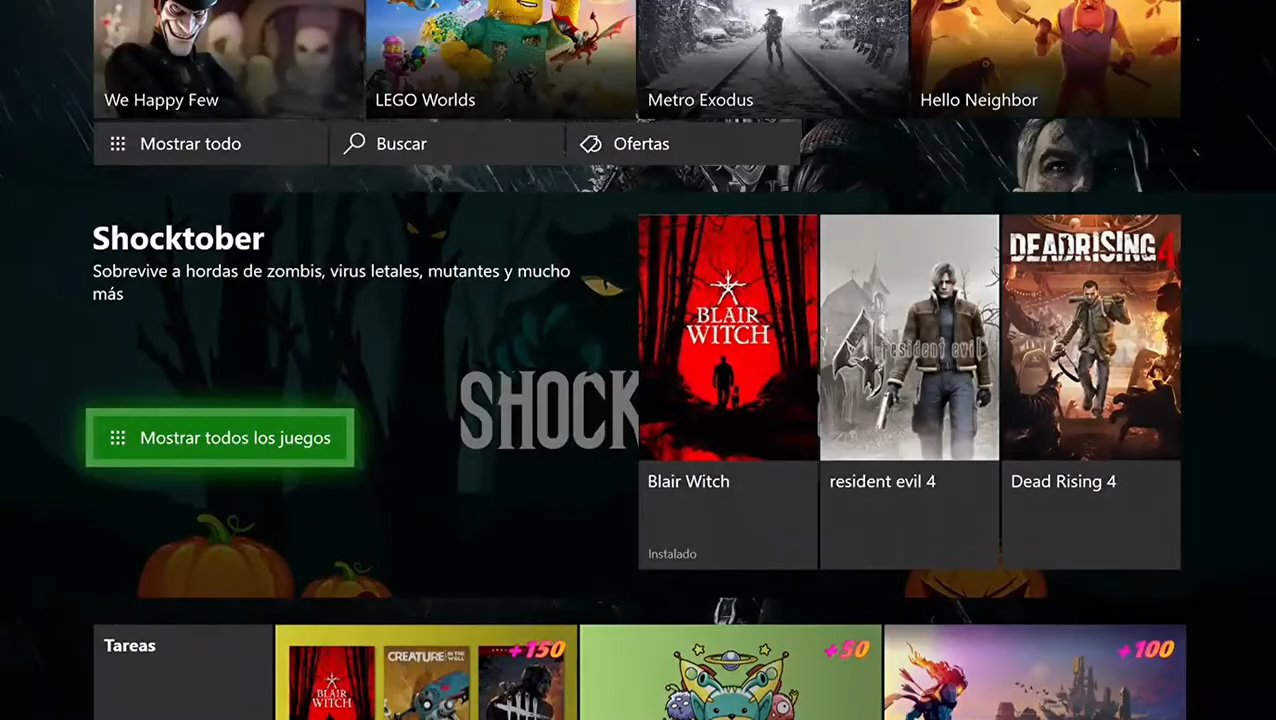 We Happy Few
LEGO Worlds
Metro Exodus
Hello Neighbor
Mostrar todo
Buscar
Ofertas
Shocktober
Sobrevive a hordas de zombis, virus letales, mutantes y mucho
más
Mostrar todos los juegos
SHOCK
BLAIR
WITCH
4
resident evil
DEADRISING 4
Blair Witch
Instalado
resident evil 4
Dead Rising 4
Tareas
+150
BLAIR
WITCH
CREATURE IN THE
WELL
+50
+100